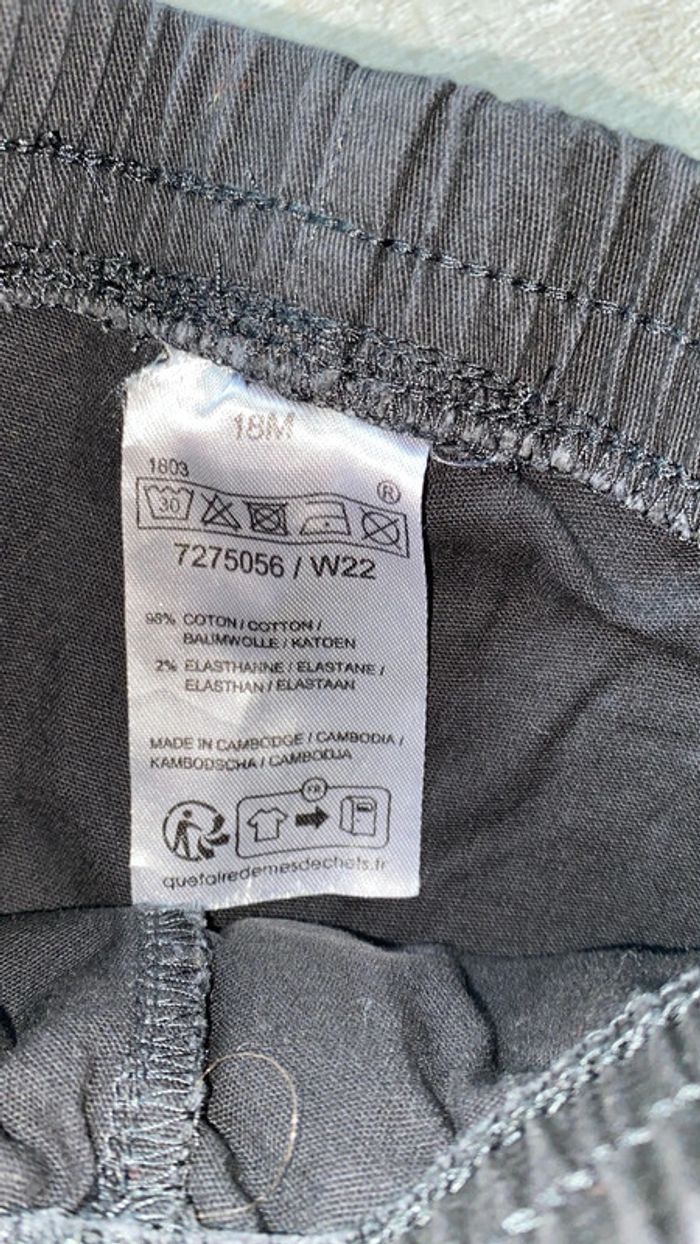 18M
1803
®
30
7275056 / W22
98% COTON / COTTON /
BAUMWOLLE / KATOEN
2% ELASTHANNE / ELASTANE /
ELASTHAN / ELASTAAN
MADE IN CAMBODGE / CAMBODIA /
KAMBODSCHA / CAMBODJA
FR
quefairedemesdechets.fr